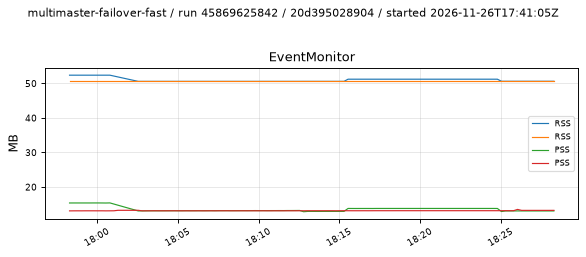 multimaster-failover-fast / run 45869625842 / 20d395028904 / started 2026-11-26T17:41:05Z
EventMonitor
MB
50
40
30
20
RSS
RSS
PSS
PSS
18:00
18:05
18:10
18:15
18:20
18:25